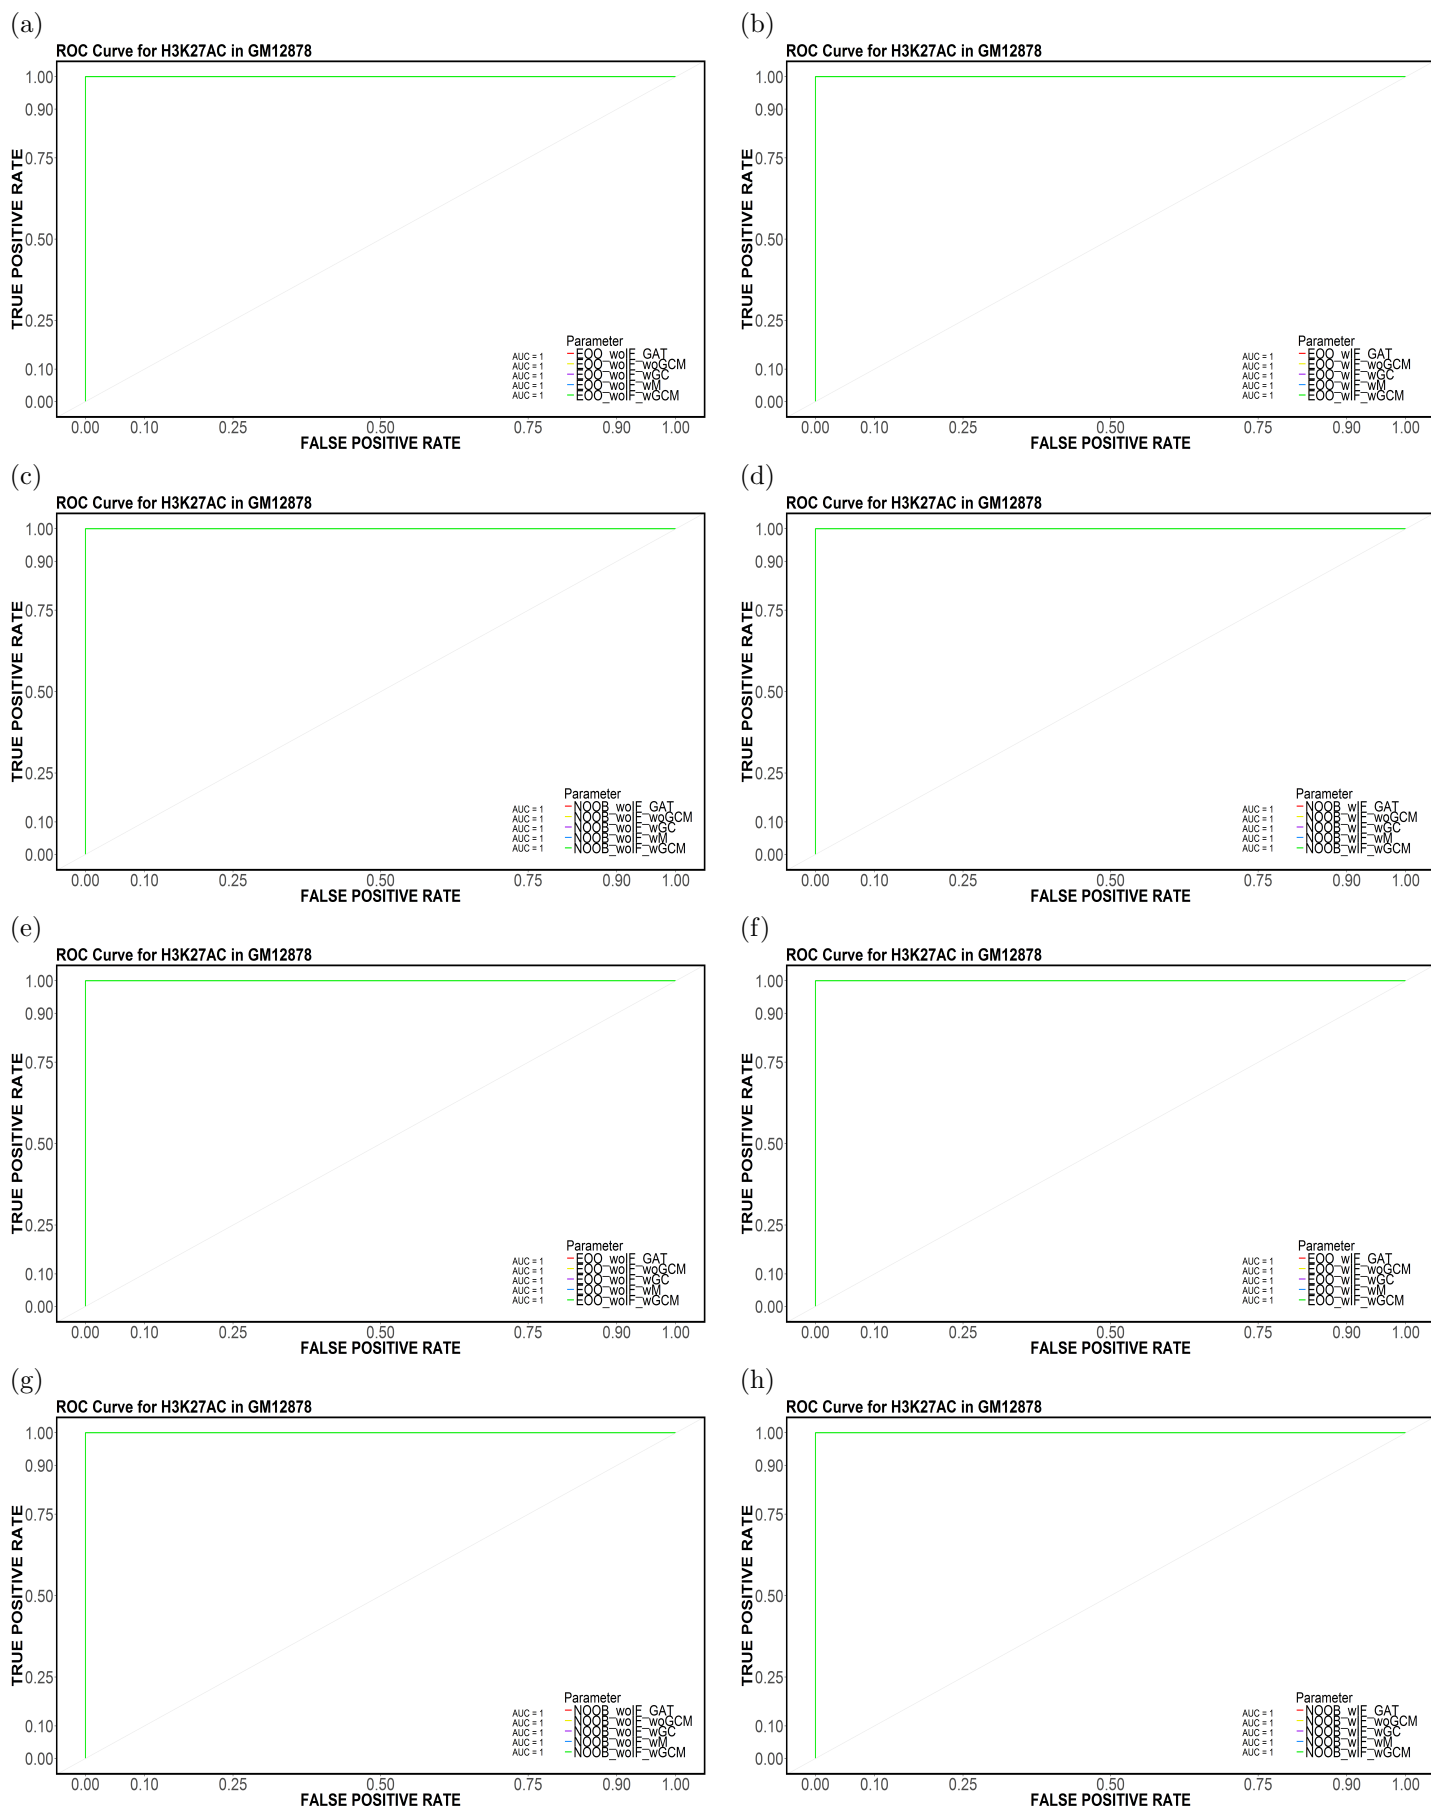 (a)
ROC Curve for H3K27AC in GM12878
TRUE POSITIVE RATE
1.00
0.90
0.75
0.50
0.25
0.10
0.00
Parameter
AUC = 1 EOO_woIF_GAT
AUC = 1 EOO_woIF_woGCM
AUC = 1 EOO_woIF_wGC
AUC = 1 EOO_woIF_wM
AUC = 1 EOO_woIF_wGCM
0.00 0.10 0.25 0.50 0.75 0.90 1.00
FALSE POSITIVE RATE
(b)
ROC Curve for H3K27AC in GM12878
TRUE POSITIVE RATE
1.00
0.90
0.75
0.50
0.25
0.10
0.00
Parameter
AUC = 1 EOO_wIF_GAT
AUC = 1 EOO_wIF_woGCM
AUC = 1 EOO_wIF_wGC
AUC = 1 EOO_wIF_wM
AUC = 1 EOO_wIF_wGCM
0.00 0.10 0.25 0.50 0.75 0.90 1.00
FALSE POSITIVE RATE
(c)
ROC Curve for H3K27AC in GM12878
TRUE POSITIVE RATE
1.00
0.90
0.75
0.50
0.25
0.10
0.00
Parameter
AUC = 1 NOOB_woIF_GAT
AUC = 1 NOOB_woIF_woGCM
AUC = 1 NOOB_woIF_wGC
AUC = 1 NOOB_woIF_wM
AUC = 1 NOOB_woIF_wGCM
0.00 0.10 0.25 0.50 0.75 0.90 1.00
FALSE POSITIVE RATE
(d)
ROC Curve for H3K27AC in GM12878
TRUE POSITIVE RATE
1.00
0.90
0.75
0.50
0.25
0.10
0.00
Parameter
AUC = 1 NOOB_wIF_GAT
AUC = 1 NOOB_wIF_woGCM
AUC = 1 NOOB_wIF_wGC
AUC = 1 NOOB_wIF_wM
AUC = 1 NOOB_wIF_wGCM
0.00 0.10 0.25 0.50 0.75 0.90 1.00
FALSE POSITIVE RATE
(e)
ROC Curve for H3K27AC in GM12878
TRUE POSITIVE RATE
1.00
0.90
0.75
0.50
0.25
0.10
0.00
Parameter
AUC = 1 EOO_woIF_GAT
AUC = 1 EOO_woIF_woGCM
AUC = 1 EOO_woIF_wGC
AUC = 1 EOO_woIF_wM
AUC = 1 EOO_woIF_wGCM
0.00 0.10 0.25 0.50 0.75 0.90 1.00
FALSE POSITIVE RATE
(f)
ROC Curve for H3K27AC in GM12878
TRUE POSITIVE RATE
1.00
0.90
0.75
0.50
0.25
0.10
0.00
Parameter
AUC = 1 EOO_wIF_GAT
AUC = 1 EOO_wIF_woGCM
AUC = 1 EOO_wIF_wGC
AUC = 1 EOO_wIF_wM
AUC = 1 EOO_wIF_wGCM
0.00 0.10 0.25 0.50 0.75 0.90 1.00
FALSE POSITIVE RATE
(g)
ROC Curve for H3K27AC in GM12878
TRUE POSITIVE RATE
1.00
0.90
0.75
0.50
0.25
0.10
0.00
Parameter
AUC = 1 NOOB_woIF_GAT
AUC = 1 NOOB_woIF_woGCM
AUC = 1 NOOB_woIF_wGC
AUC = 1 NOOB_woIF_wM
AUC = 1 NOOB_woIF_wGCM
0.00 0.10 0.25 0.50 0.75 0.90 1.00
FALSE POSITIVE RATE
(h)
ROC Curve for H3K27AC in GM12878
TRUE POSITIVE RATE
1.00
0.90
0.75
0.50
0.25
0.10
0.00
Parameter
AUC = 1 NOOB_wIF_GAT
AUC = 1 NOOB_wIF_woGCM
AUC = 1 NOOB_wIF_wGC
AUC = 1 NOOB_wIF_wM
AUC = 1 NOOB_wIF_wGCM
0.00 0.10 0.25 0.50 0.75 0.90 1.00
FALSE POSITIVE RATE